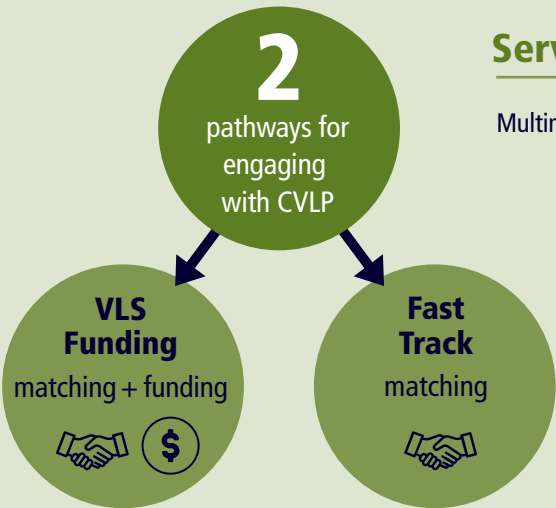 2
pathways for
engaging
with CVLP
VLS
Funding
matching + funding
$
Fast
Track
matching